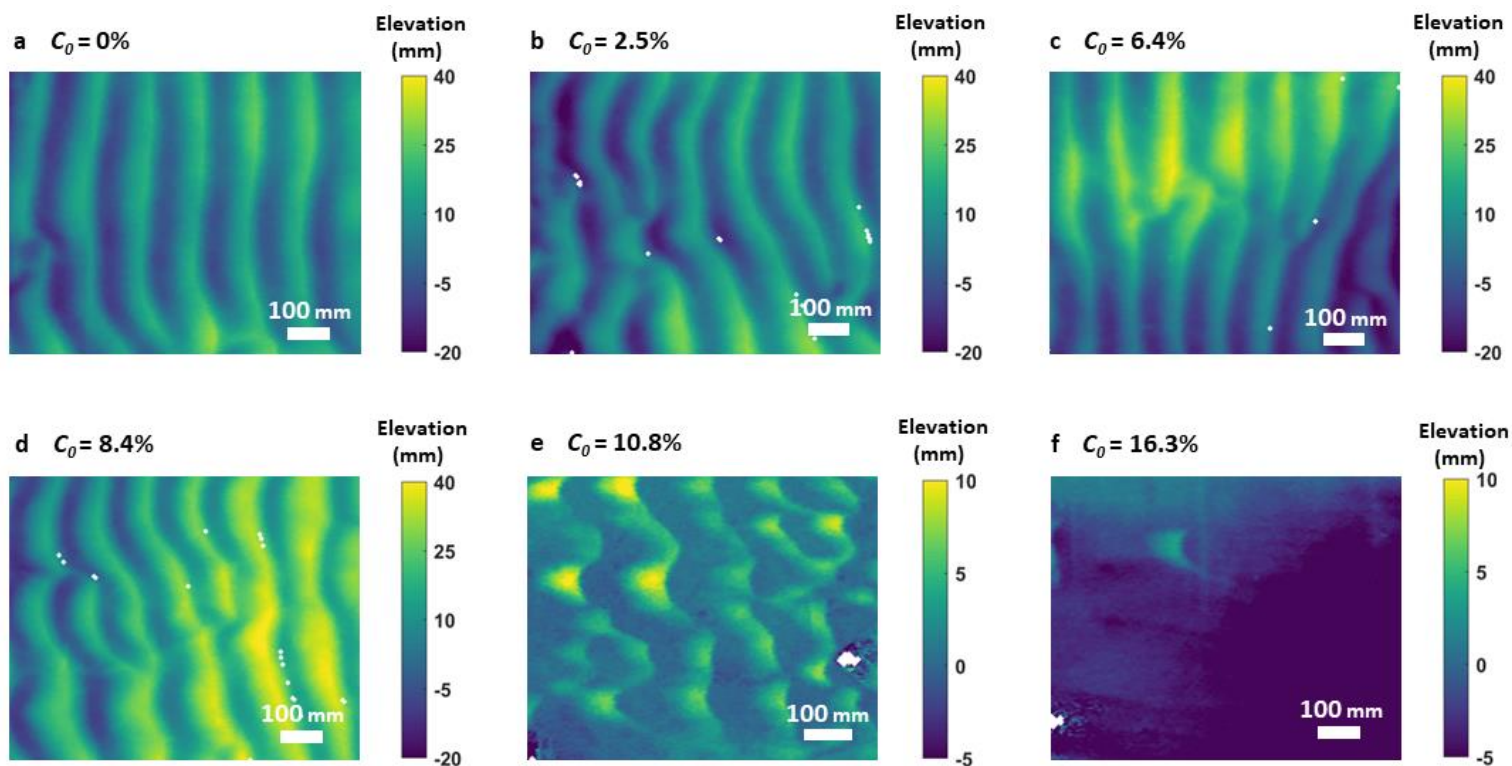 a C₀ = 0%
Elevation
(mm)
40
25
10
-5
-20
100 mm
b C₀ = 2.5%
Elevation
(mm)
40
25
10
-5
-20
100 mm
c C₀ = 6.4%
Elevation
(mm)
40
25
10
-5
-20
100 mm
d C₀ = 8.4%
Elevation
(mm)
40
25
10
-5
-20
100 mm
e C₀ = 10.8%
Elevation
(mm)
10
5
0
-5
100 mm
f C₀ = 16.3%
Elevation
(mm)
10
5
0
-5
100 mm